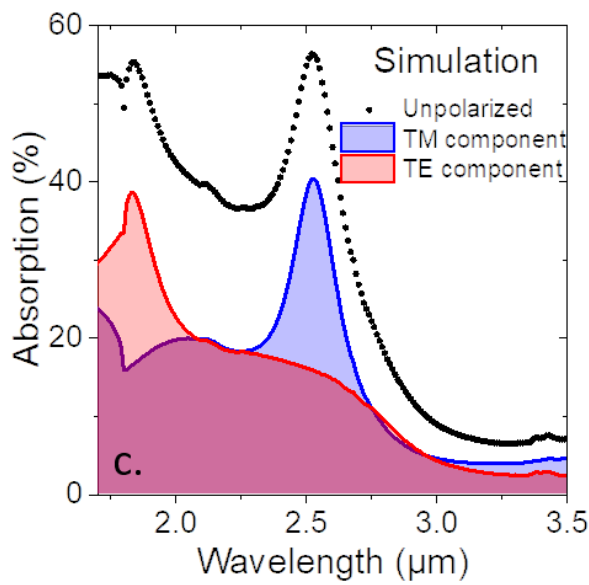 60
Simulation
Unpolarized
TM component
TE component
40
Absorption (%)
20
c.
0
2.0 2.5 3.0 3.5
Wavelength (μm)